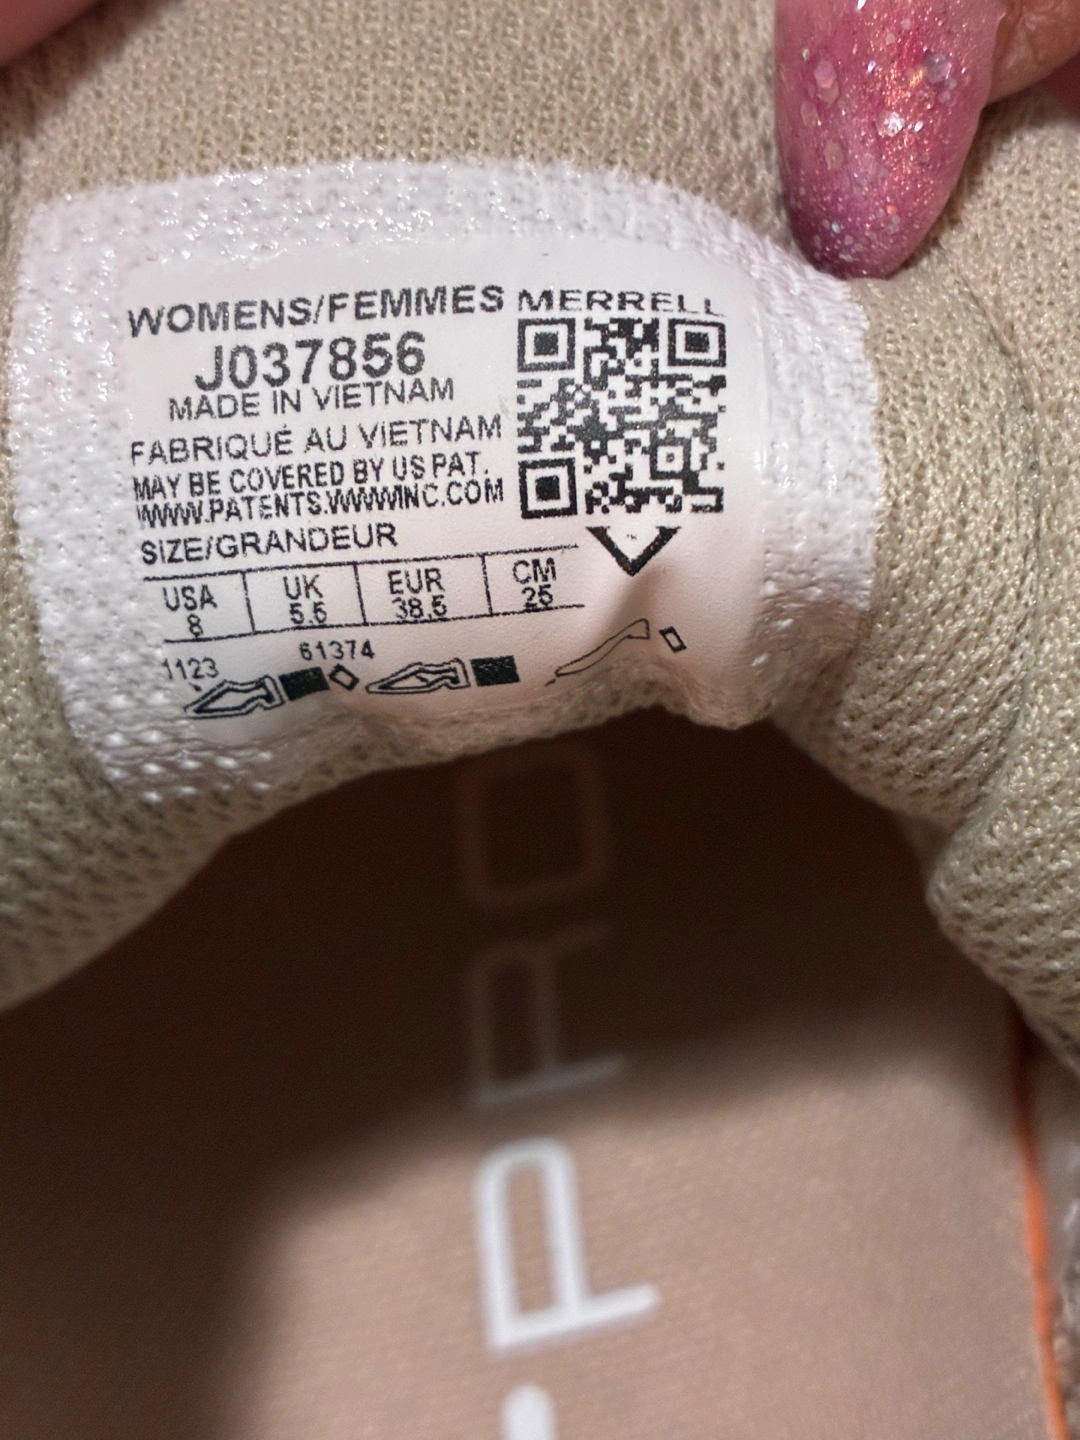 WOMENS/FEMMES
MERRELL
J037856
MADE IN VIETNAM
FABRIQUÉ AU VIETNAM
MAY BE COVERED BY US PAT.
WWW.PATENTS.WWWINC.COM
SIZE/GRANDEUR
USA UK EUR CM
8 5.5 38,5 25
1123 61374